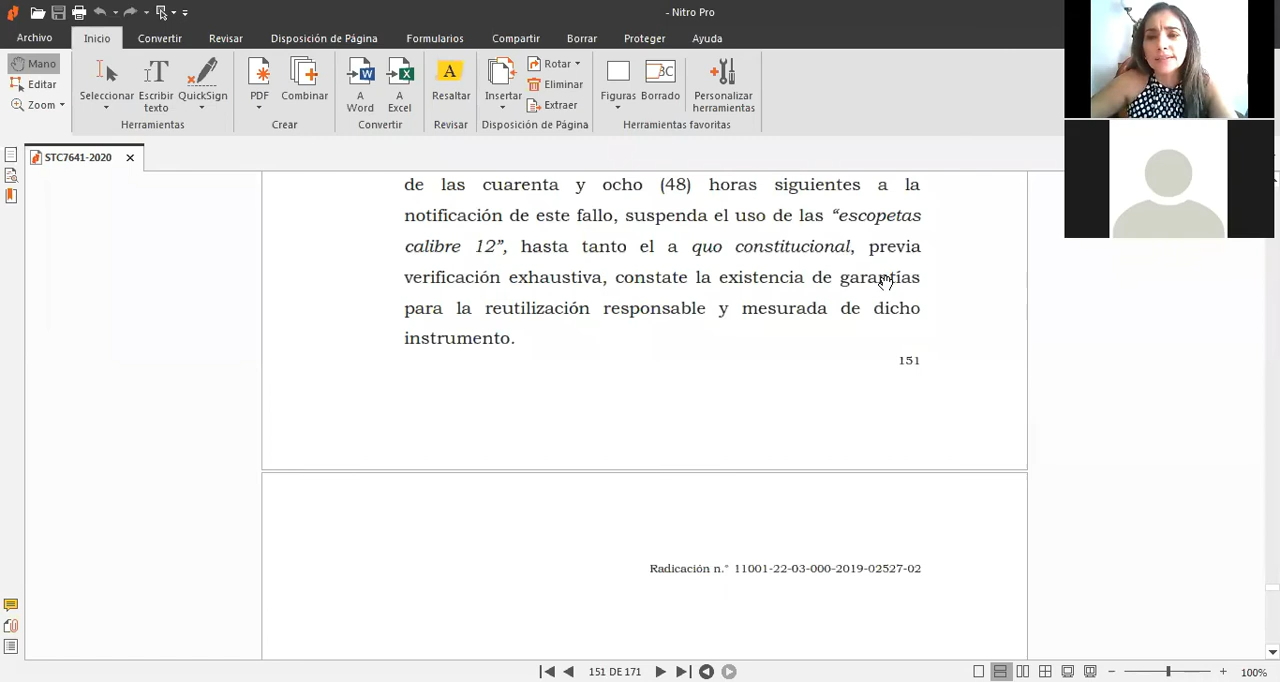 - Nitro Pro
Archivo Inicio Convertir Revisar Disposición de Página Formularios Compartir Borrar Proteger Ayuda
Mano
Editar
Zoom
Seleccionar
Escribir texto
QuickSign
Herramientas
PDF
Combinar
Crear
A Word
A Excel
Convertir
Resaltar
Revisar
Insertar
Rotar
Eliminar
Extraer
Disposición de Página
Figuras
Borrado
Personalizar herramientas
Herramientas favoritas
STC7641-2020
de las cuarenta y ocho (48) horas siguientes a la
notificación de este fallo, suspenda el uso de las “escopetas
calibre 12”, hasta tanto el a quo constitucional, previa
verificación exhaustiva, constate la existencia de garantías
para la reutilización responsable y mesurada de dicho
instrumento.
151
Radicación n.° 11001-22-03-000-2019-02527-02
151 DE 171
100%